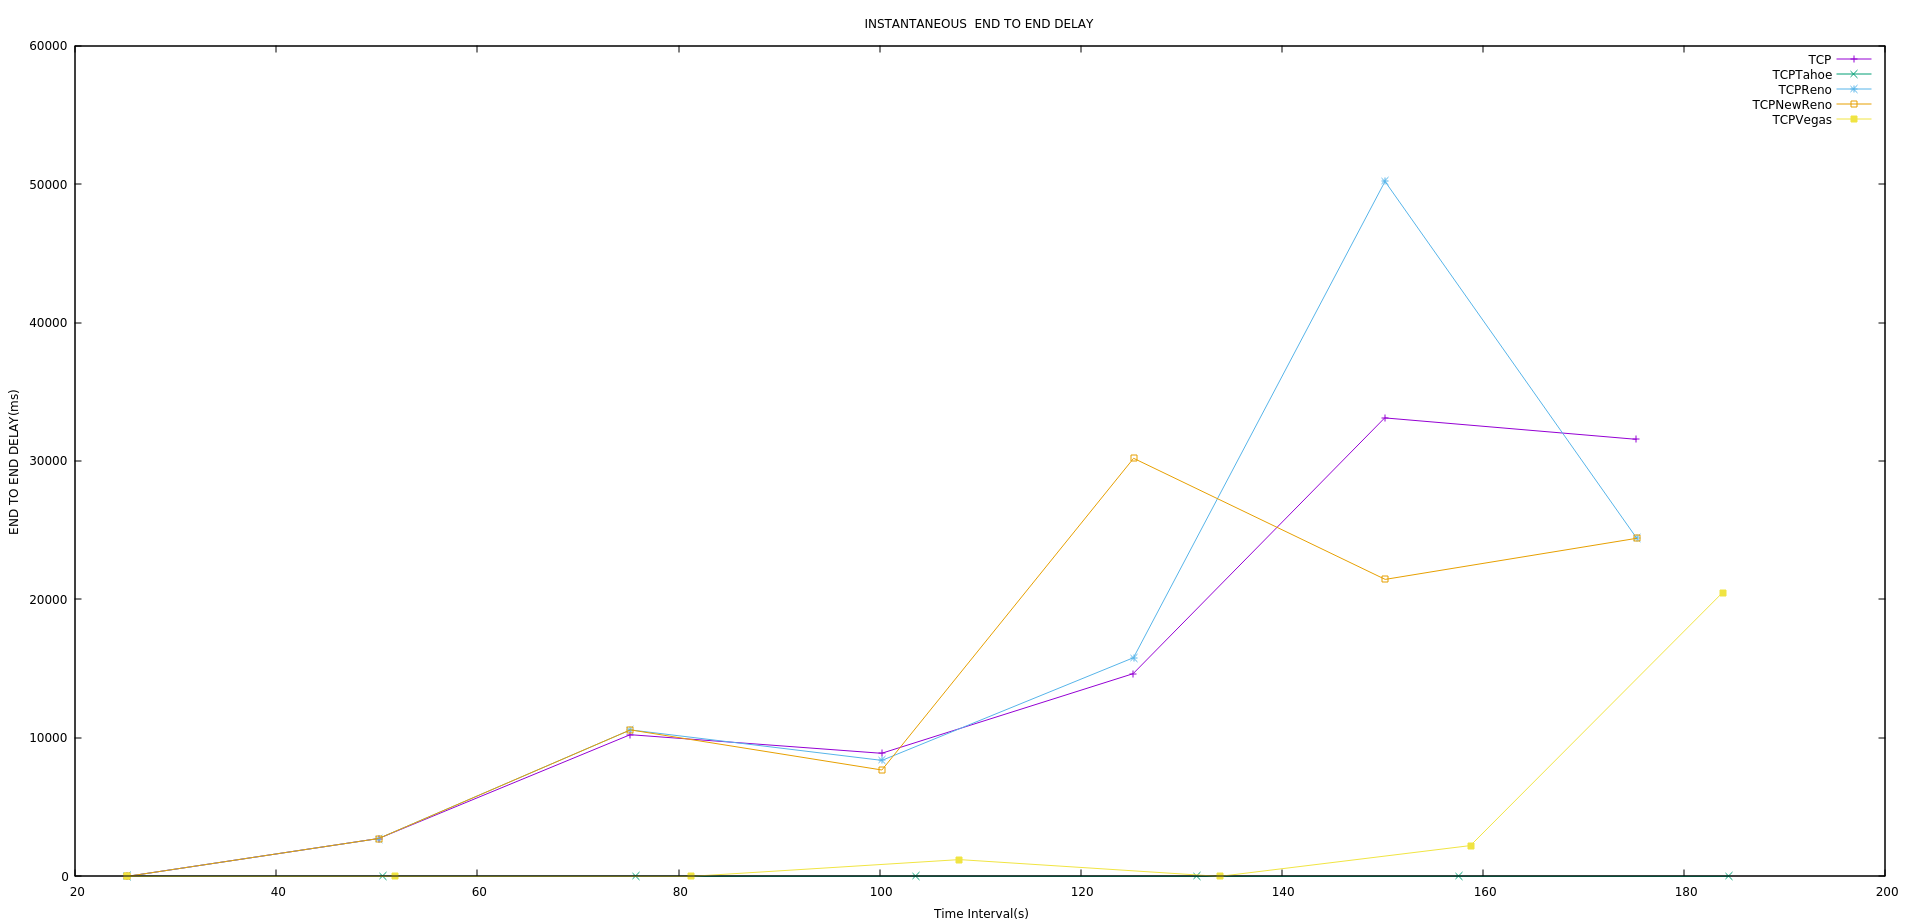 INSTANTANEOUS  END TO END DELAY
60000
50000
40000
30000
20000
10000
0
END TO END DELAY(ms)
TCP
TCPTahoe
TCPReno
TCPNewReno
TCPVegas
20 40 60 80 100 120 140 160 180 200
Time Interval(s)